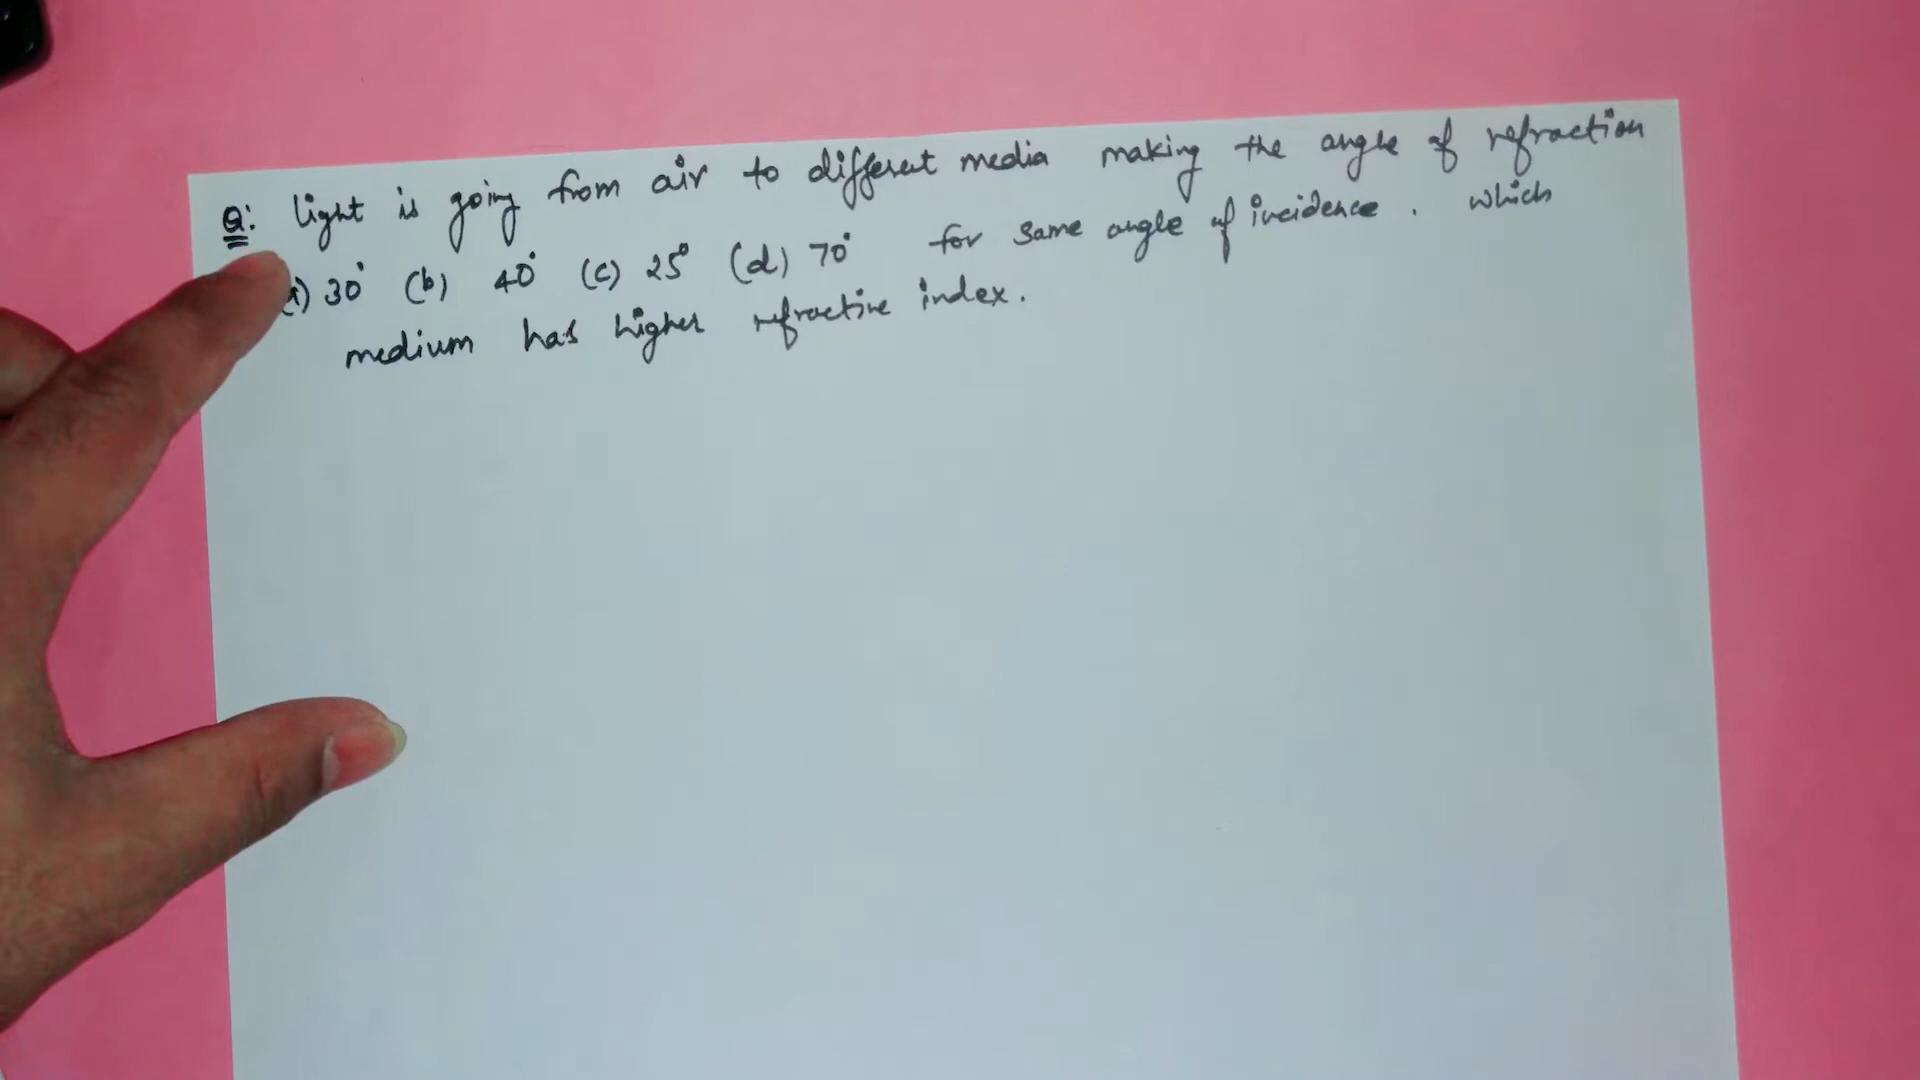 Q: light is going from air to different media making the angle of refraction
a) 30° (b) 40° (c) 25° (d) 70° for same angle of incidence. which
medium has higher refractive index.